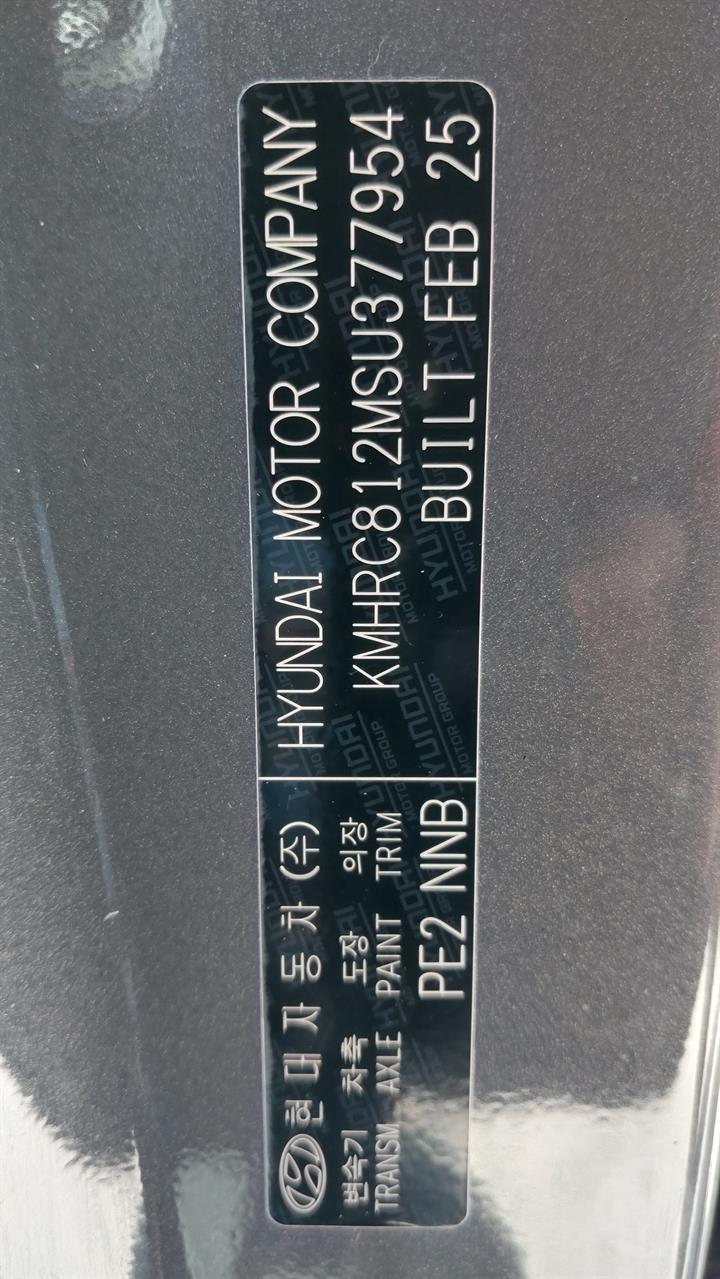 현대자동차(주)
변속기 차축 도장 의장
TRANSM AXLE PAINT TRIM
PE2 NNB
HYUNDAI MOTOR COMPANY
KMHRC812MSU377954
BUILT FEB 25